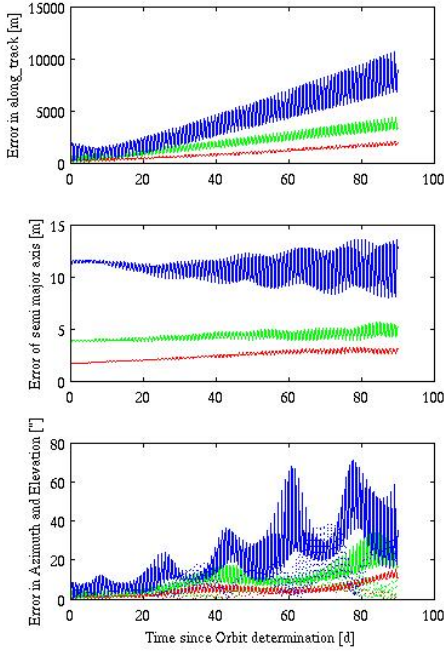 15000
10000
5000
0
Error in along_track [m]
0 20 40 60 80 100
15
10
5
0
Error of semi major axis [m]
0 20 40 60 80 100
80
60
40
20
0
Error in Azimuth and Elevation ["]
0 20 40 60 80 100
Time since Orbit determination [d]